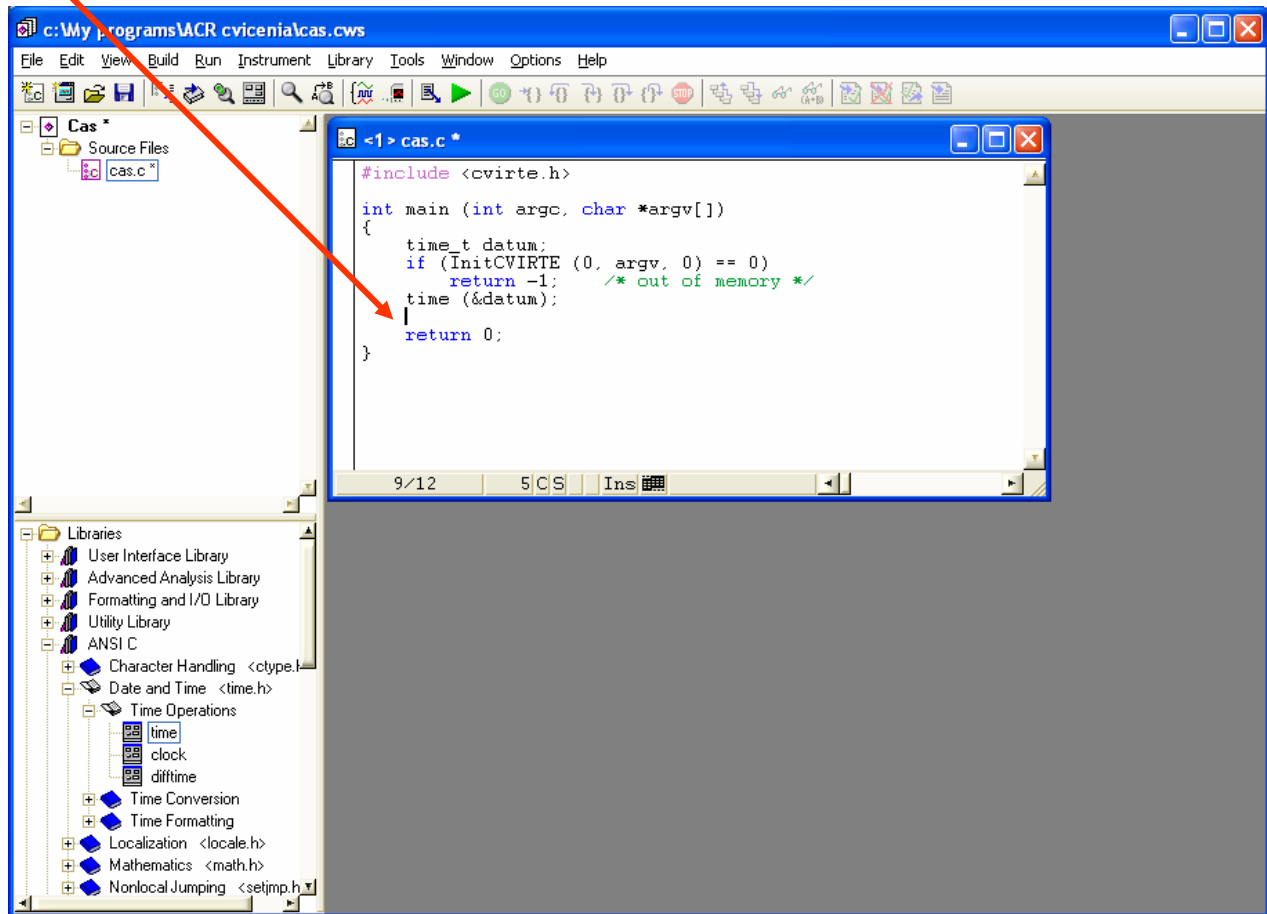 c:\My programs\ACR cvicenia\cas.cws
File Edit View Build Run Instrument Library Tools Window Options Help
GO STOP (A+B)
Cas *
Source Files
cas.c *
<1> cas.c *
#include <cvirte.h>
int main (int argc, char *argv[])
{
time_t datum;
if (InitCVIRTE (0, argv, 0) == 0)
return -1; /* out of memory */
time (&datum);
return 0;
}
9/12 5 C S Ins
Libraries
User Interface Library
Advanced Analysis Library
Formatting and I/O Library
Utility Library
ANSI C
Character Handling <ctype.h
Date and Time <time.h>
Time Operations
time
clock
difftime
Time Conversion
Time Formatting
Localization <locale.h>
Mathematics <math.h>
Nonlocal Jumping <setjmp.h